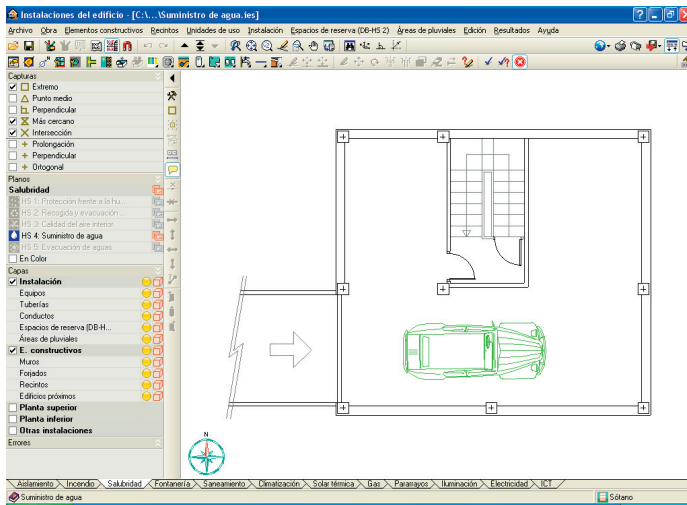 Instalaciones del edificio - [C:\...\Suministro de agua.ies]
Archivo Obra Elementos constructivos Recintos Unidades de uso Instalación Espacios de reserva (DB-HS 2) Áreas de pluviales Edición Resultados Ayuda
Capturas
Extremo
Punto medio
Perpendicular
Más cercano
Intersección
Prolongación
Perpendicular
Ortogonal
Planos
Salubridad
HS 1: Protección frente a la hu...
HS 2: Recogida y evacuación ...
HS 3: Calidad del aire interior
HS 4: Suministro de agua
HS 5: Evacuación de aguas
En Color
Capas
Instalación
Equipos
Tuberías
Conductos
Espacios de reserva (DB-H...
Áreas de pluviales
E. constructivos
Muros
Forjados
Recintos
Edificios próximos
Planta superior
Planta inferior
Otras instalaciones
Errores
N
Aislamiento Incendio Salubridad Fontanería Saneamiento Climatización Solar térmica Gas Pararrayos Iluminación Electricidad ICT
Suministro de agua Sótano